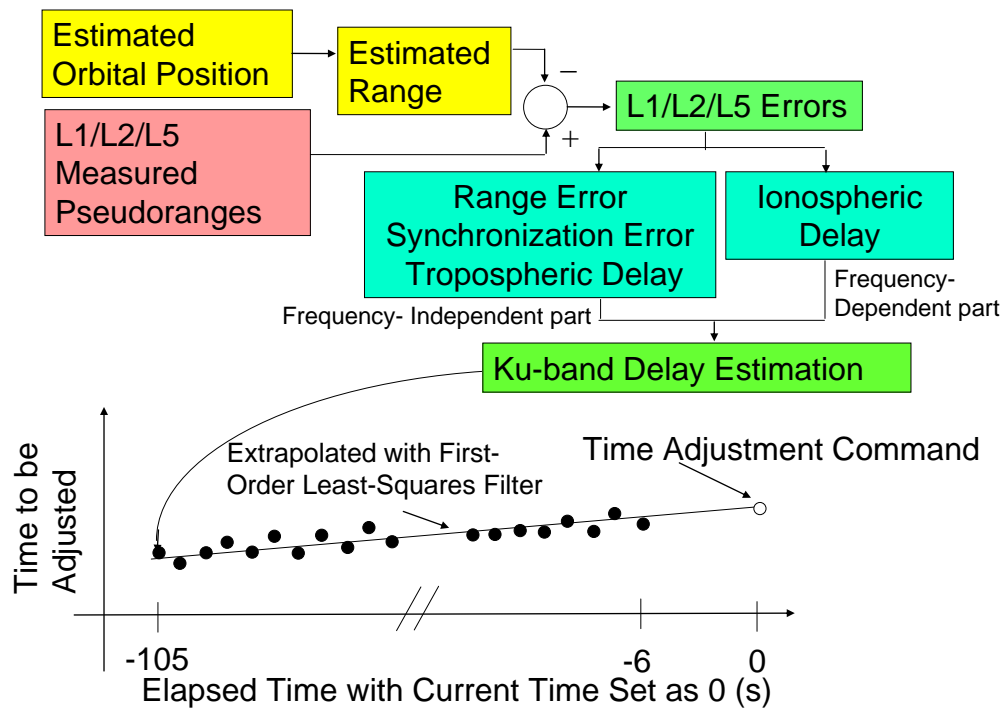 Estimated
Orbital Position
Estimated
Range
−
+
L1/L2/L5 Errors
L1/L2/L5
Measured
Pseudoranges
Range Error
Synchronization Error
Tropospheric Delay
Ionospheric
Delay
Frequency- Independent part
Frequency-
Dependent part
Ku-band Delay Estimation
Time to be
Adjusted
Extrapolated with First-
Order Least-Squares Filter
Time Adjustment Command
-105
-6
0
Elapsed Time with Current Time Set as 0 (s)